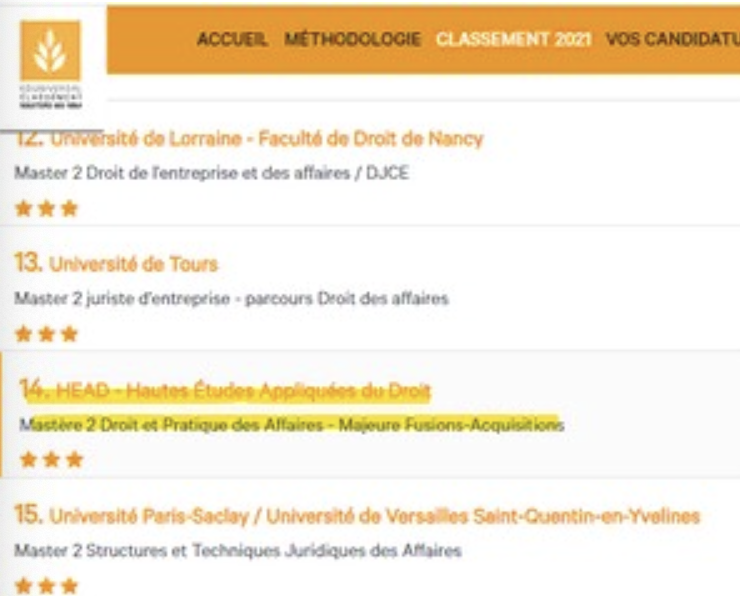 ACCUEIL MÉTHODOLOGIE CLASSEMENT 2021 VOS CANDIDATU
EDUNIVERSAL
CLASSEMENT
12. Université de Lorraine - Faculté de Droit de Nancy
Master 2 Droit de l'entreprise et des affaires / DJCE
13. Université de Tours
Master 2 juriste d'entreprise - parcours Droit des affaires
14. HEAD - Hautes Études Appliquées du Droit
Mastère 2 Droit et Pratique des Affaires - Majeure Fusions-Acquisitions
15. Université Paris-Saclay / Université de Versailles Saint-Quentin-en-Yvelines
Master 2 Structures et Techniques Juridiques des Affaires